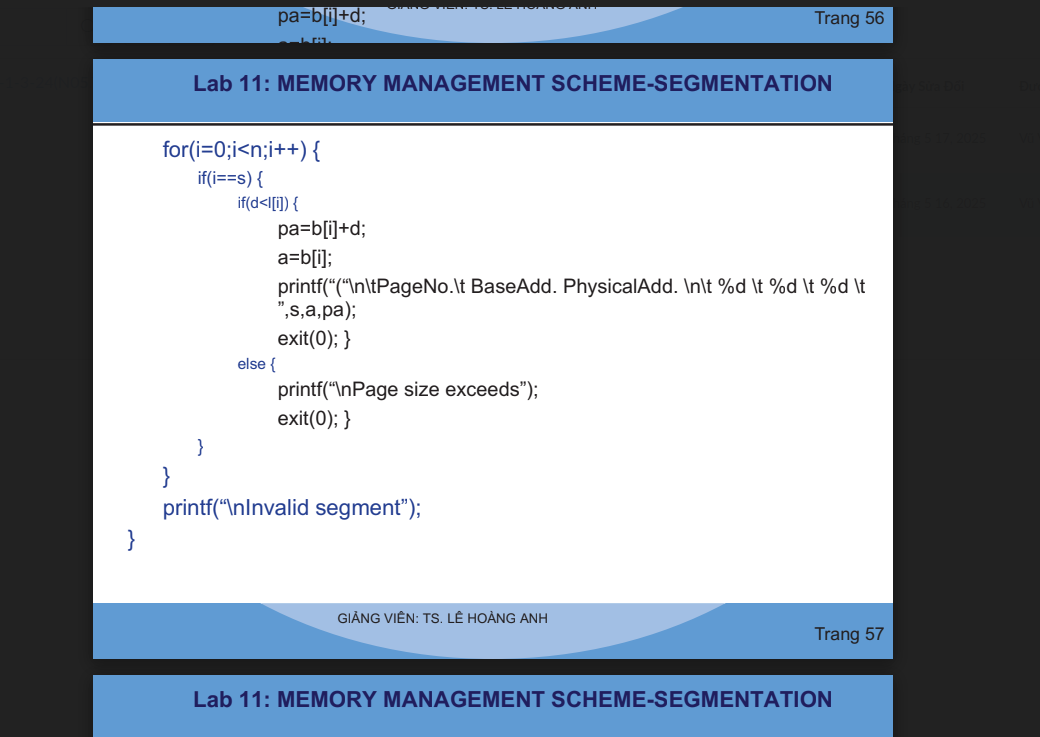 pa=b[i]+d;
GIẢNG VIÊN: TS. LÊ HOÀNG ANH
Trang 56
a=b[i];
Lab 11: MEMORY MANAGEMENT SCHEME-SEGMENTATION
for(i=0;i<n;i++) {
if(i==s) {
if(d<l[i]) {
pa=b[i]+d;
a=b[i];
printf(“(“\n\tPageNo.\t BaseAdd. PhysicalAdd. \n\t %d \t %d \t %d \t
”,s,a,pa);
exit(0); }
else {
printf(“\nPage size exceeds”);
exit(0); }
}
}
printf(“\nInvalid segment”);
}
GIẢNG VIÊN: TS. LÊ HOÀNG ANH
Trang 57
Lab 11: MEMORY MANAGEMENT SCHEME-SEGMENTATION